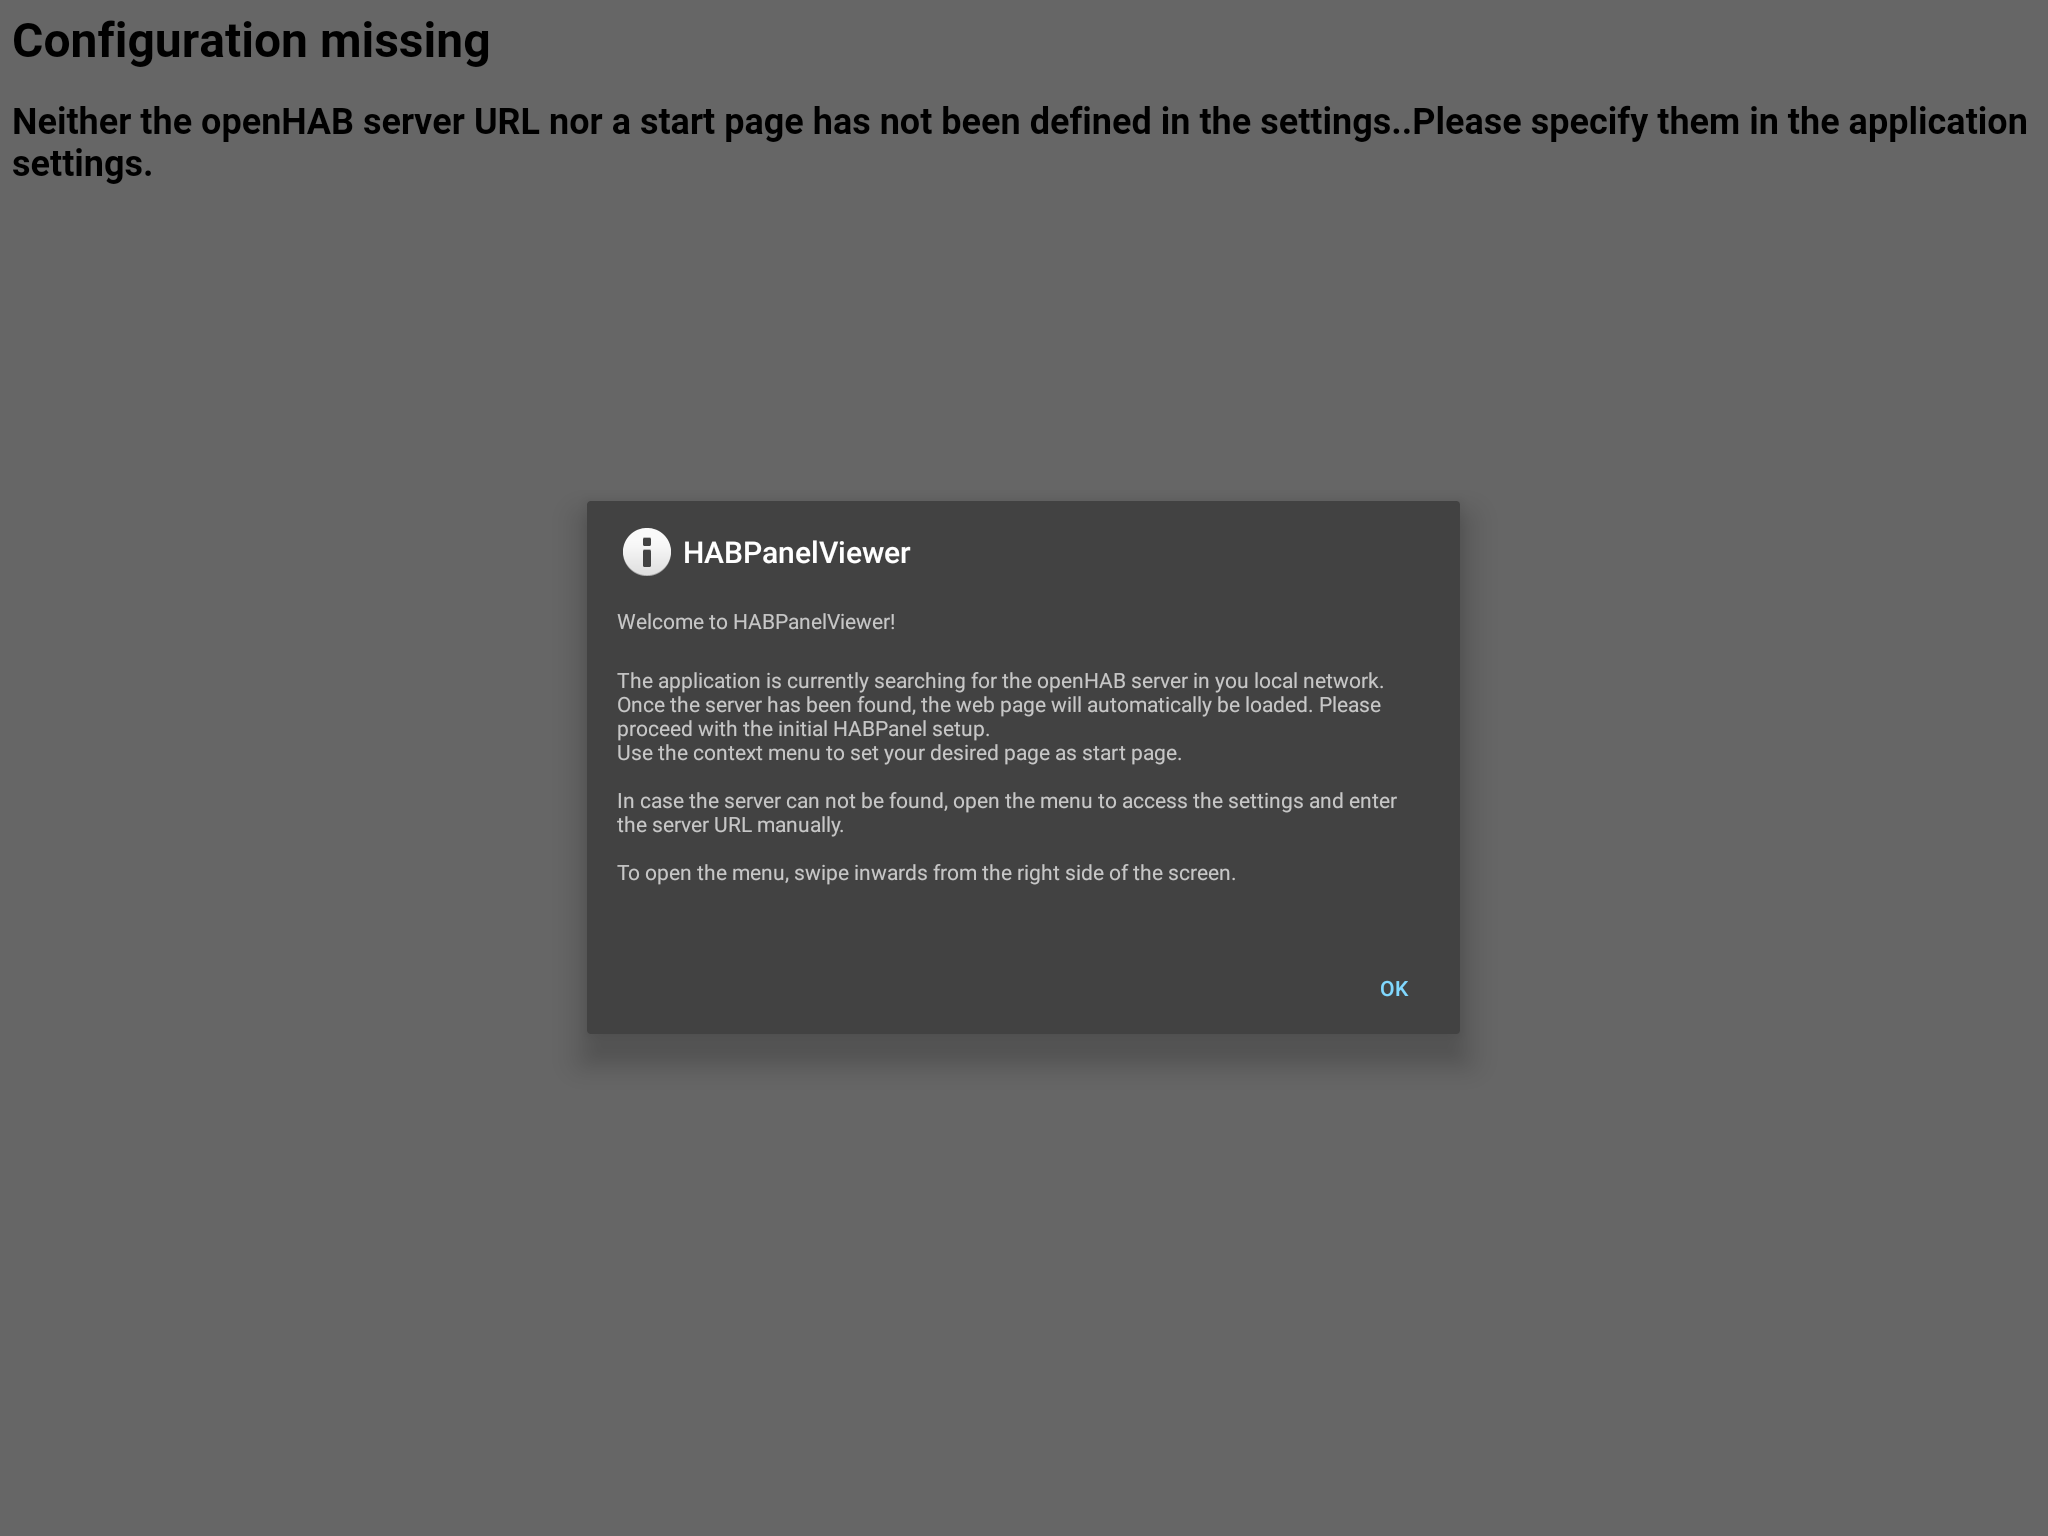 Configuration missing
Neither the openHAB server URL nor a start page has not been defined in the settings..Please specify them in the application
settings.
HABPanelViewer
Welcome to HABPanelViewer!
The application is currently searching for the openHAB server in you local network.
Once the server has been found, the web page will automatically be loaded. Please
proceed with the initial HABPanel setup.
Use the context menu to set your desired page as start page.
In case the server can not be found, open the menu to access the settings and enter
the server URL manually.
To open the menu, swipe inwards from the right side of the screen.
OK